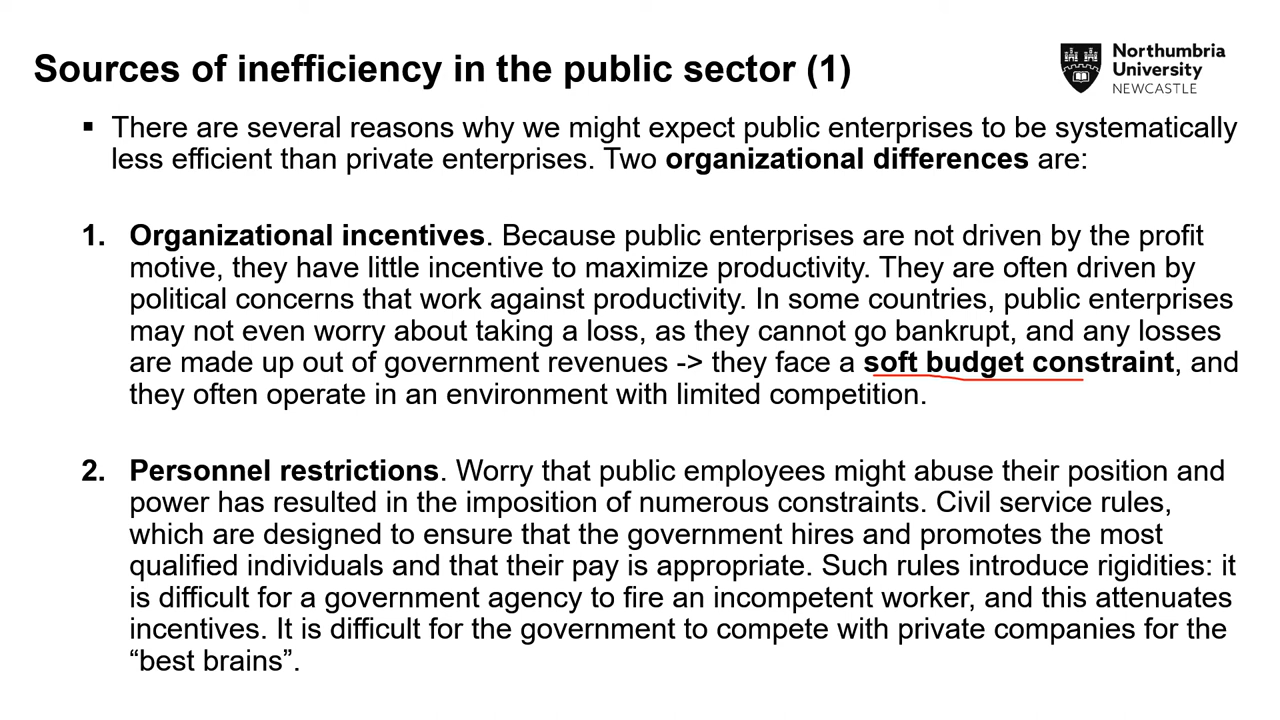 Sources of inefficiency in the public sector (1)
Northumbria
University
NEWCASTLE
▪ There are several reasons why we might expect public enterprises to be systematically
less efficient than private enterprises. Two organizational differences are:
1. Organizational incentives. Because public enterprises are not driven by the profit
motive, they have little incentive to maximize productivity. They are often driven by
political concerns that work against productivity. In some countries, public enterprises
may not even worry about taking a loss, as they cannot go bankrupt, and any losses
are made up out of government revenues -> they face a soft budget constraint, and
they often operate in an environment with limited competition.
2. Personnel restrictions. Worry that public employees might abuse their position and
power has resulted in the imposition of numerous constraints. Civil service rules,
which are designed to ensure that the government hires and promotes the most
qualified individuals and that their pay is appropriate. Such rules introduce rigidities: it
is difficult for a government agency to fire an incompetent worker, and this attenuates
incentives. It is difficult for the government to compete with private companies for the
“best brains”.